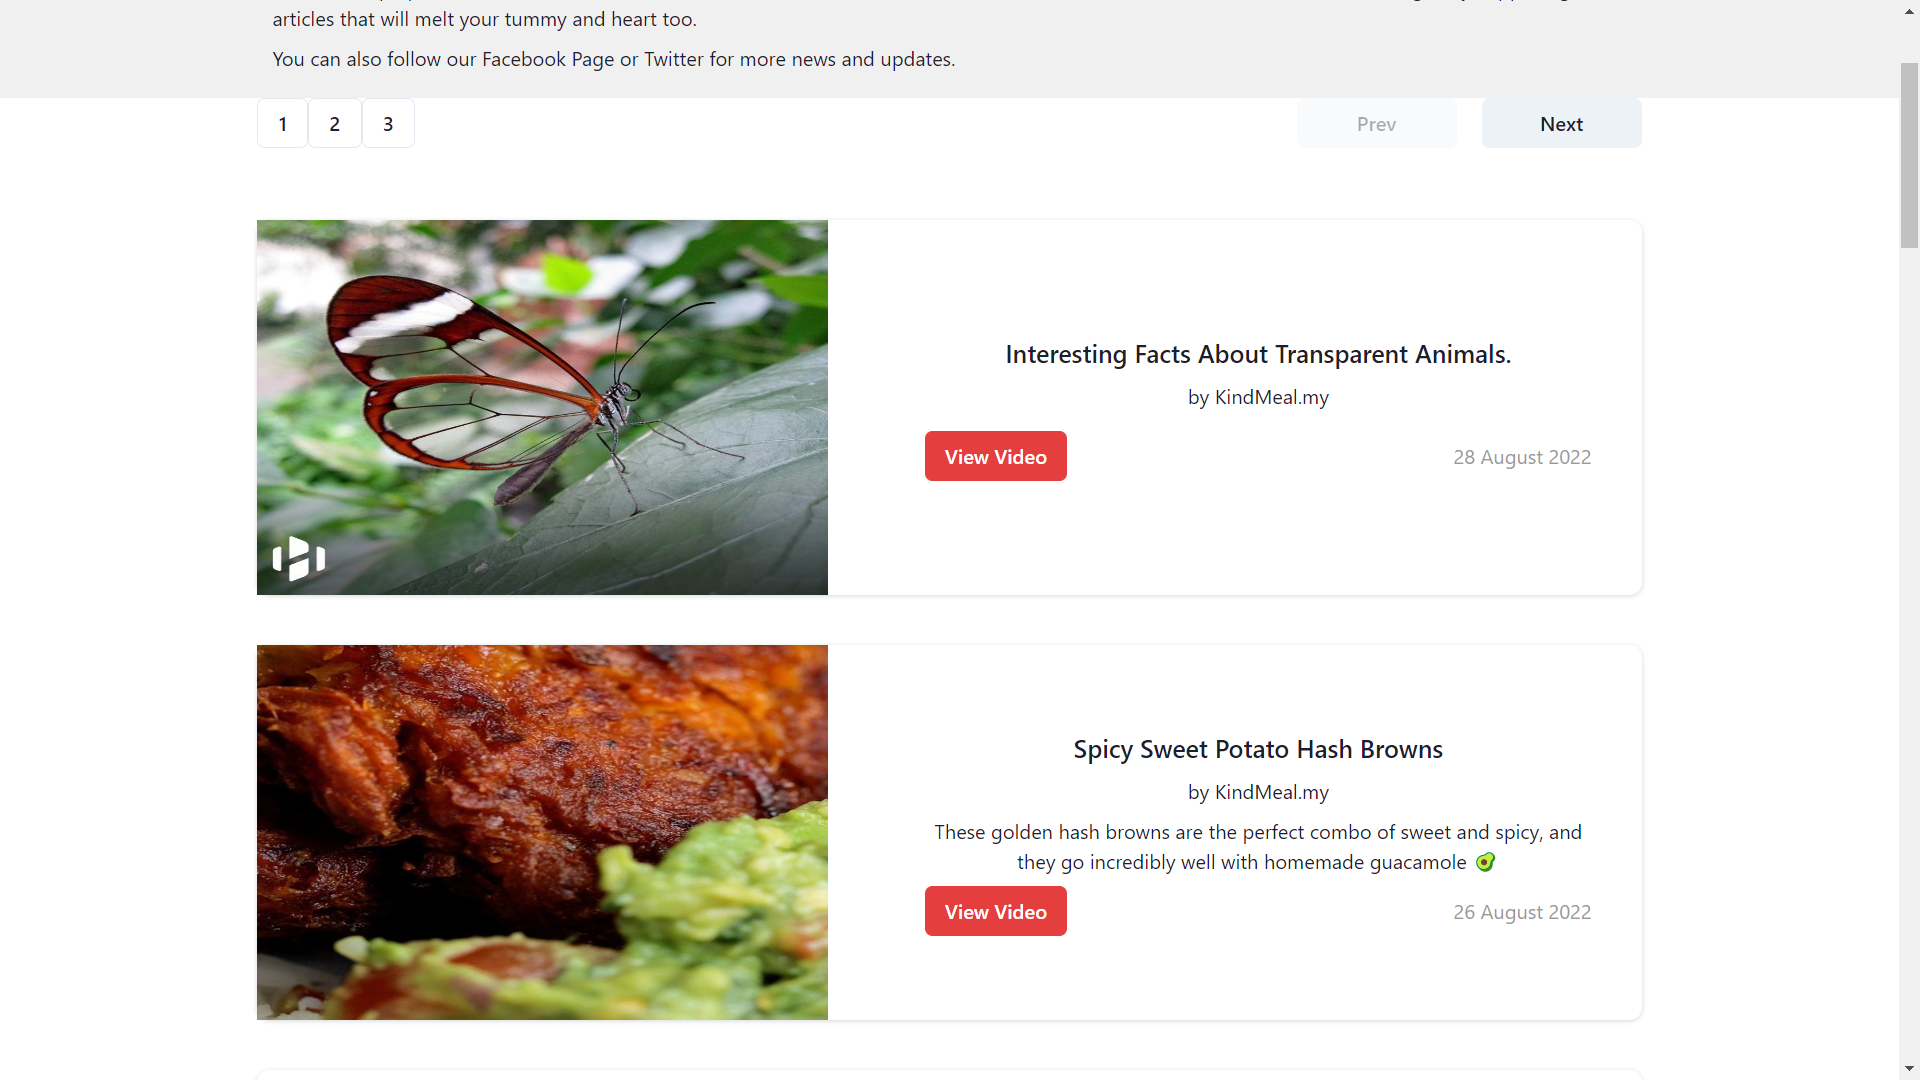 articles that will melt your tummy and heart too.
You can also follow our Facebook Page or Twitter for more news and updates.
1
2
3
Prev
Next
Interesting Facts About Transparent Animals.
by KindMeal.my
View Video
28 August 2022
Spicy Sweet Potato Hash Browns
by KindMeal.my
These golden hash browns are the perfect combo of sweet and spicy, and
they go incredibly well with homemade guacamole 🥑
View Video
26 August 2022